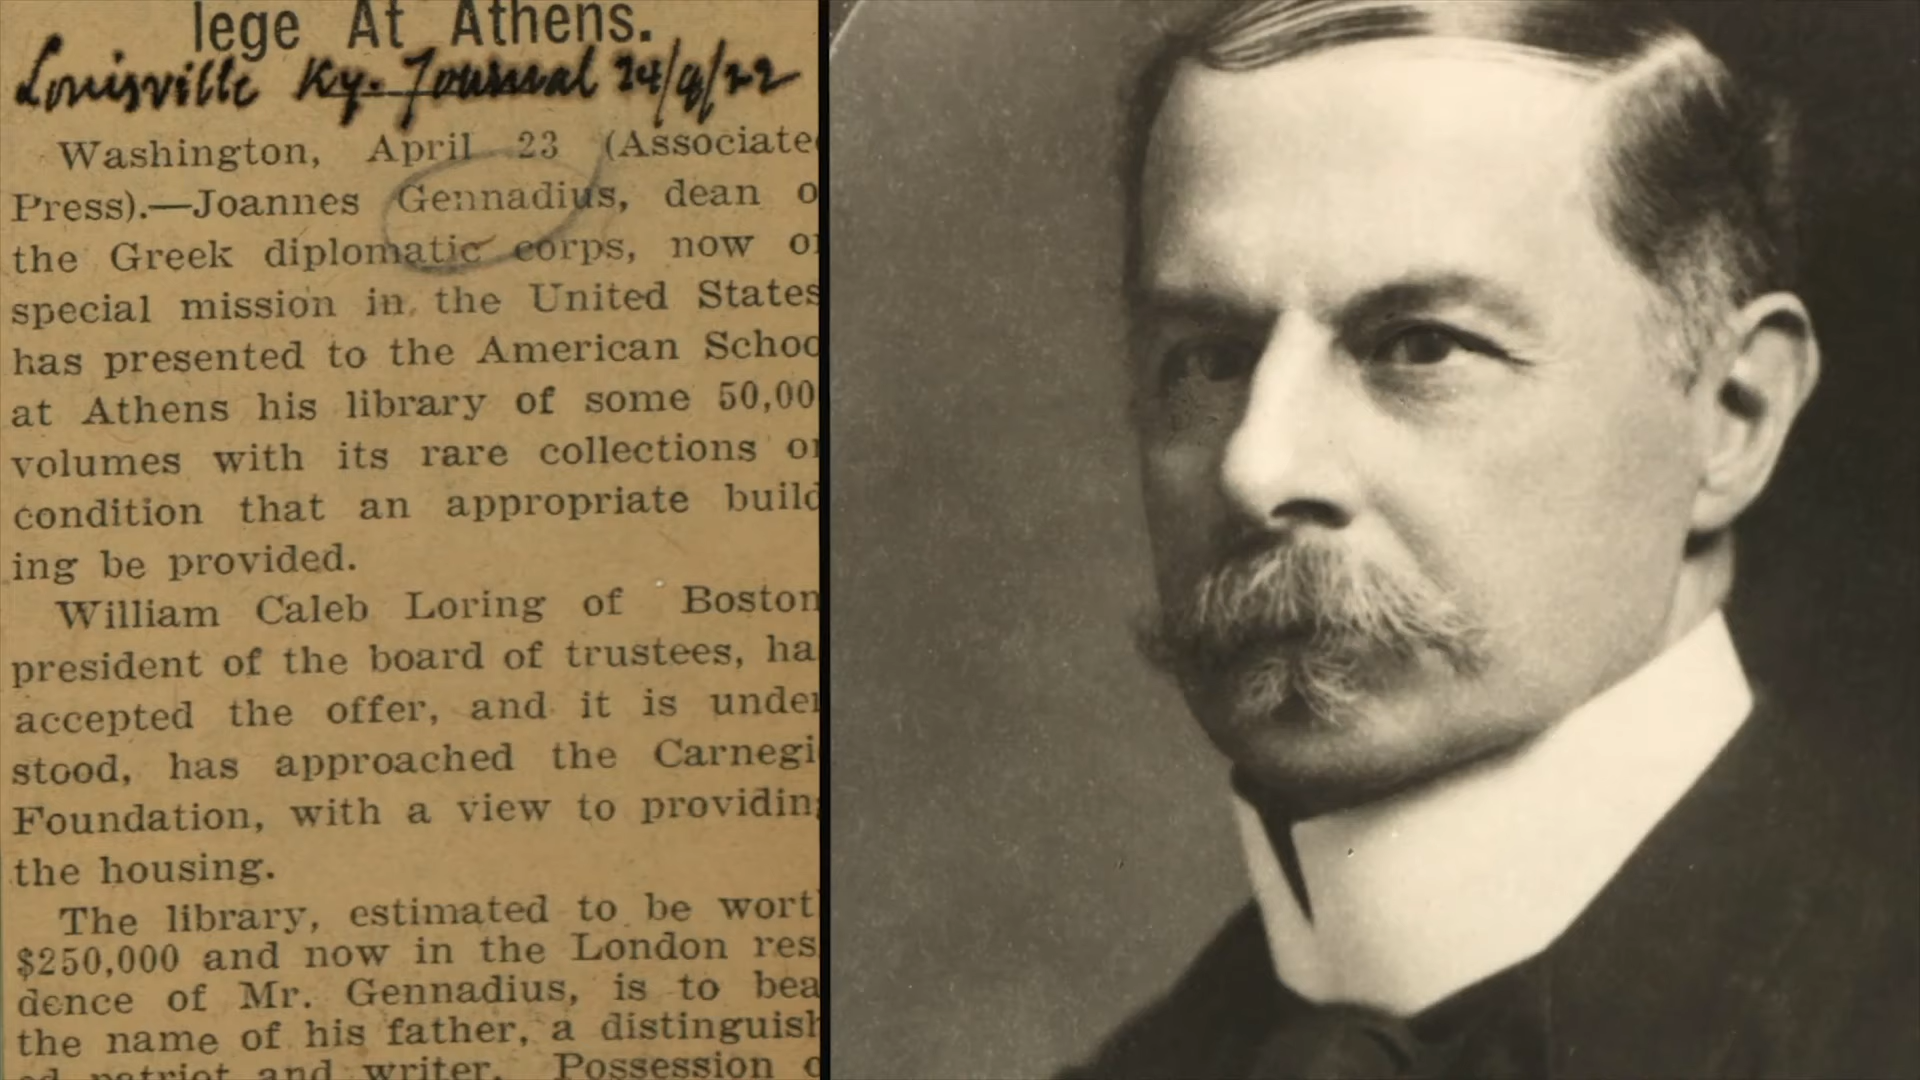 lege At Athens.
Louisville Ky. Journal 24/4/22
Washington, April 23 (Associate
Press).—Joannes Gennadius, dean o
the Greek diplomatic corps, now o
special mission in the United States
has presented to the American Schoo
at Athens his library of some 50,00
volumes with its rare collections o
condition that an appropriate build
ing be provided.
William Caleb Loring of Boston
president of the board of trustees, ha
accepted the offer, and it is under
stood, has approached the Carnegi
Foundation, with a view to providin
the housing.
The library, estimated to be wort
$250,000 and now in the London res
dence of Mr. Gennadius, is to bea
the name of his father, a distinguish
ed patriot and writer. Possession o